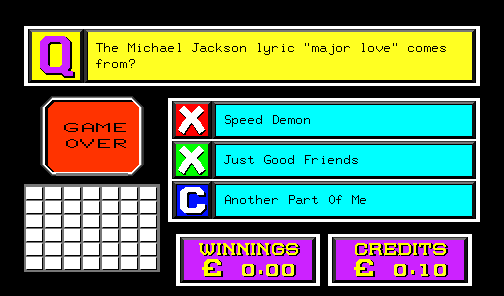 Q
The Michael Jackson lyric "major love" comes
from?
GAME
OVER
X Speed Demon
X Just Good Friends
C Another Part Of Me
WINNINGS
£ 0.00
CREDITS
£ 0.10